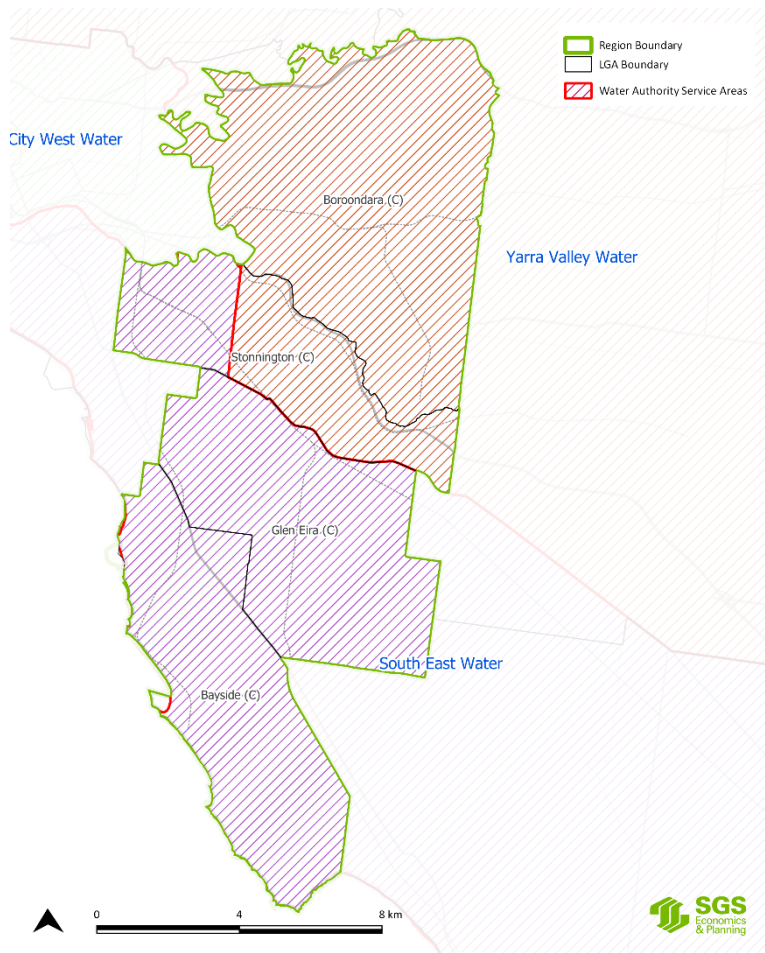 Region Boundary
LGA Boundary
Water Authority Service Areas
City West Water
Boroondara (C)
Yarra Valley Water
Stonnington (C)
Glen Eira (C)
South East Water
Bayside (C)
0 4 8 km
SGS
Economics
& Planning